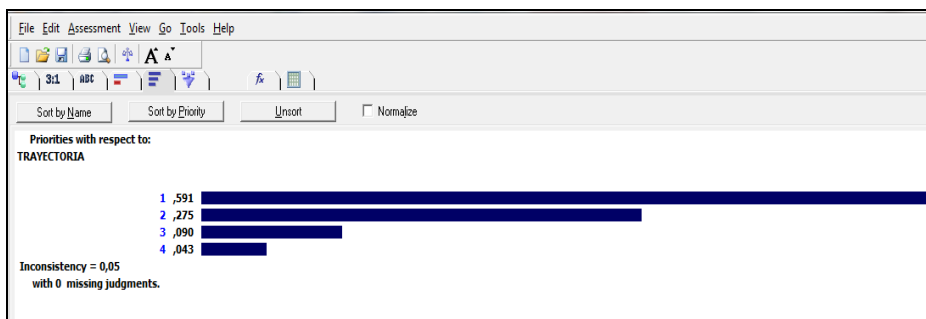 File Edit Assessment View Go Tools Help
A A
3:1 ABC fx
Sort by Name Sort by Priority Unsort Normalize
Priorities with respect to:
TRAYECTORIA
1 ,591
2 ,275
3 ,090
4 ,043
Inconsistency = 0,05
with 0 missing judgments.